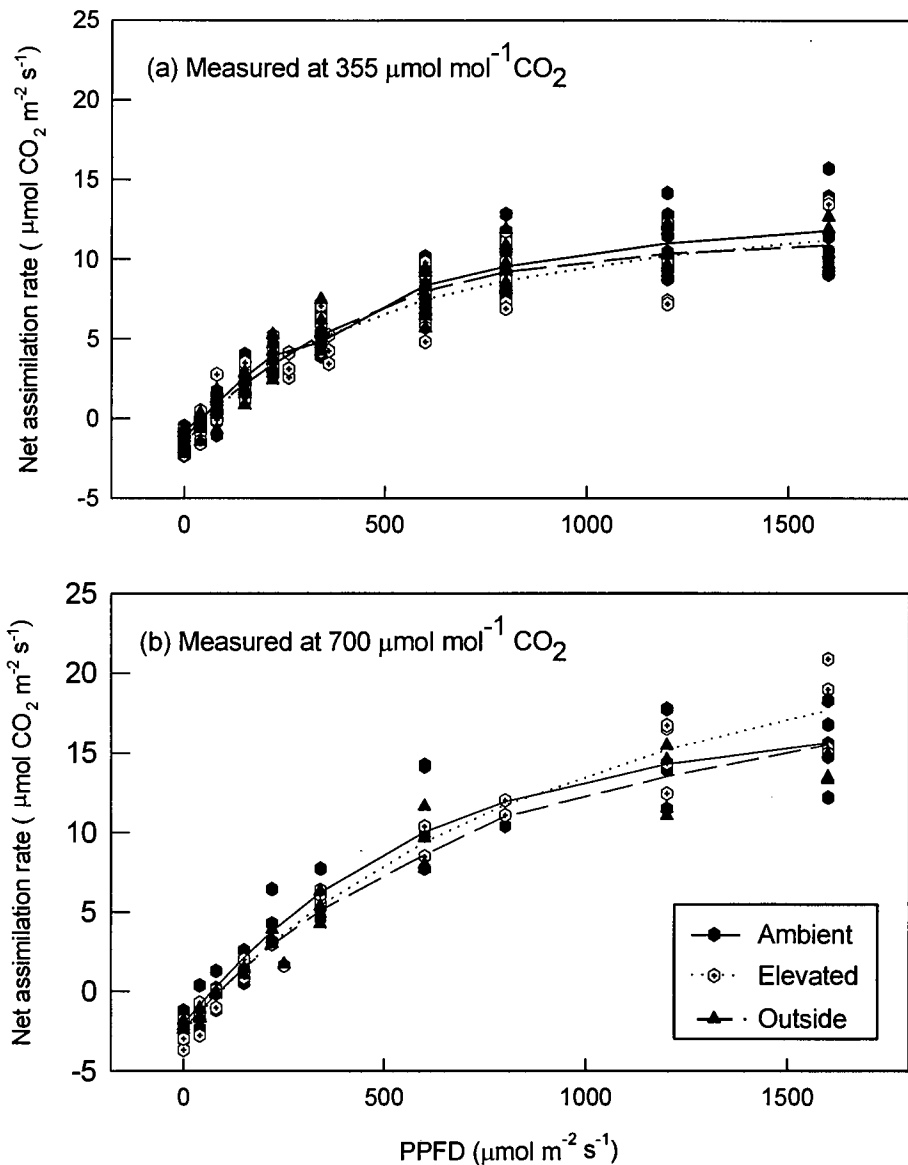 (a) Measured at 355 μmol mol⁻¹ CO₂
Net assimilation rate ( μmol CO₂ m⁻² s⁻¹)
25
20
15
10
5
0
-5
0 500 1000 1500
(b) Measured at 700 μmol mol⁻¹ CO₂
Net assimilation rate ( μmol CO₂ m⁻² s⁻¹)
25
20
15
10
5
0
-5
Ambient
Elevated
Outside
0 500 1000 1500
PPFD (μmol m⁻² s⁻¹)